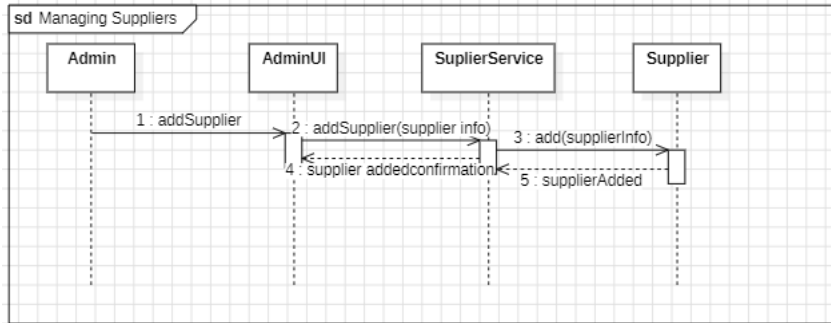 sd Managing Suppliers
Admin
AdminUI
SuplierService
Supplier
1 : addSupplier
2 : addSupplier(supplier info)
3 : add(supplierInfo)
4 : supplier addedconfirmation
5 : supplierAdded